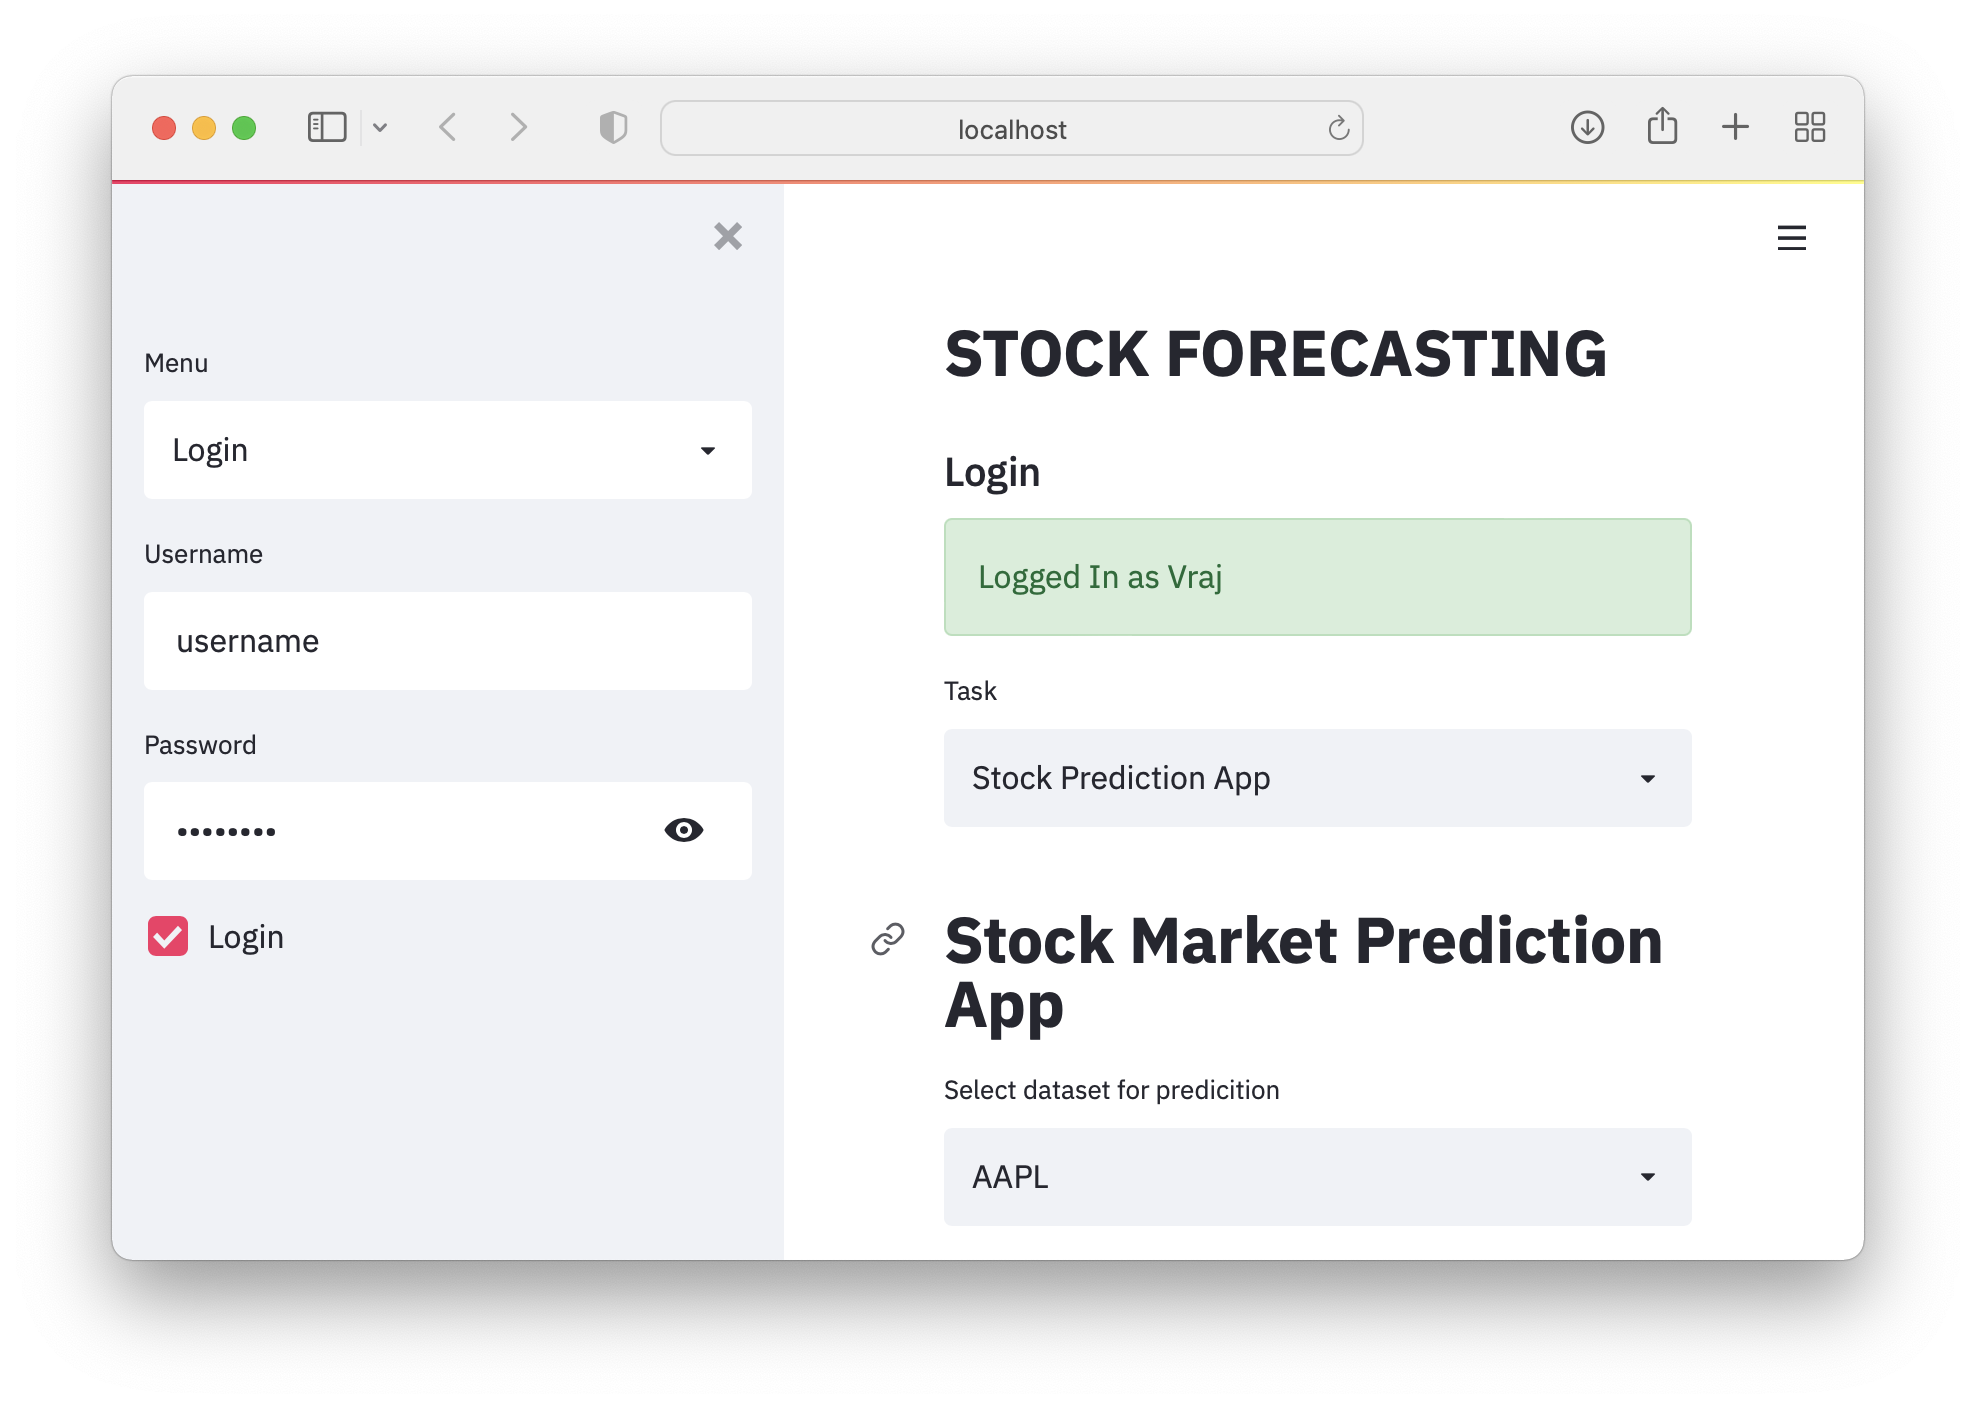 localhost
Menu
Login
Username
username
Password
••••••••
Login
STOCK FORECASTING
Login
Logged In as Vraj
Task
Stock Prediction App
Stock Market Prediction
App
Select dataset for predicition
AAPL